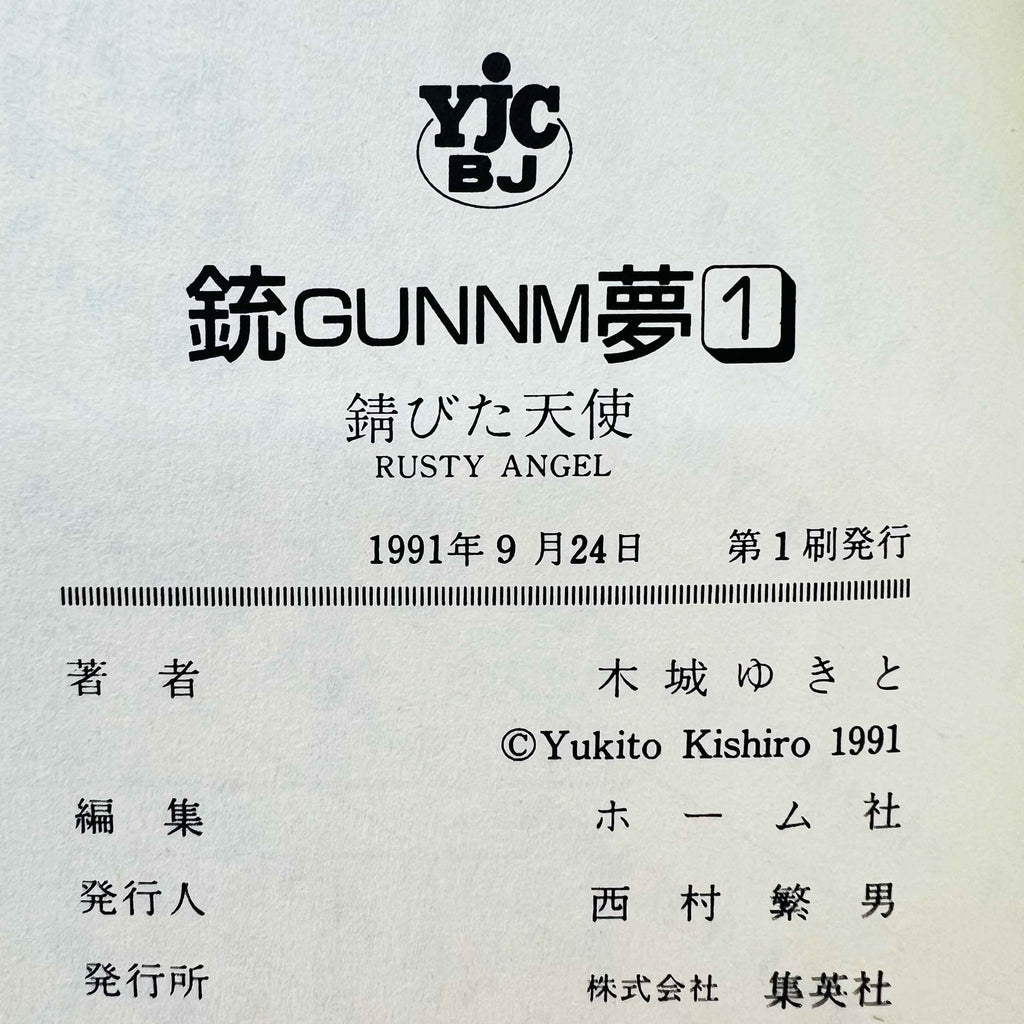 YJC
BJ
銃GUNNM夢1
錆びた天使
RUSTY ANGEL
1991年9月24日 第1刷発行
著者 木城ゆきと
©Yukito Kishiro 1991
編集 ホーム社
発行人 西村繁男
発行所 株式会社 集英社